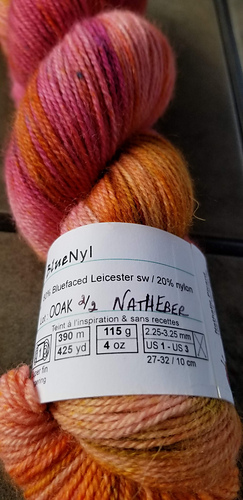 BlueNyl
% Bluefaced Leicester sw / 20% nylon
OOAK 2/2 NATHEBER
Teint à l'inspiration & sans recettes
1
390 m
425 yd
115 g
4 oz
2.25-3.25 mm
US 1 - US 3
27-32 / 10 cm